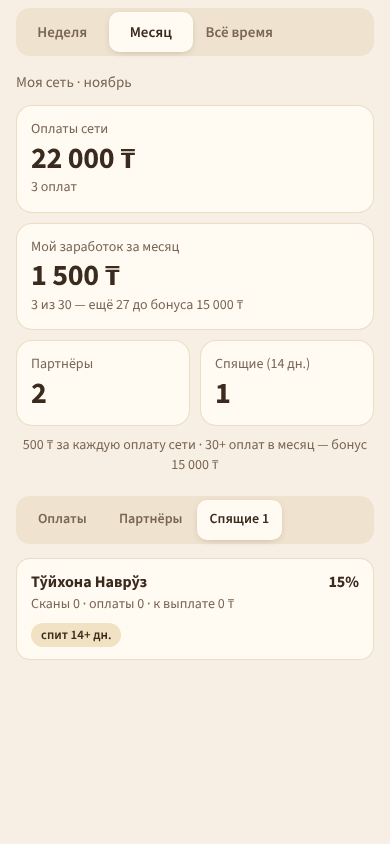 Неделя Месяц Всё время
Моя сеть · ноябрь
Оплаты сети
22 000 ₸
3 оплат
Мой заработок за месяц
1 500 ₸
3 из 30 — ещё 27 до бонуса 15 000 ₸
Партнёры
2
Спящие (14 дн.)
1
500 ₸ за каждую оплату сети · 30+ оплат в месяц — бонус
15 000 ₸
Оплаты Партнёры Спящие 1
Тўйхона Наврўз 15%
Сканы 0 · оплаты 0 · к выплате 0 ₸
спит 14+ дн.